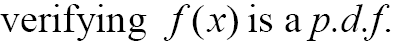 verifying f(x) is a p.d.f.